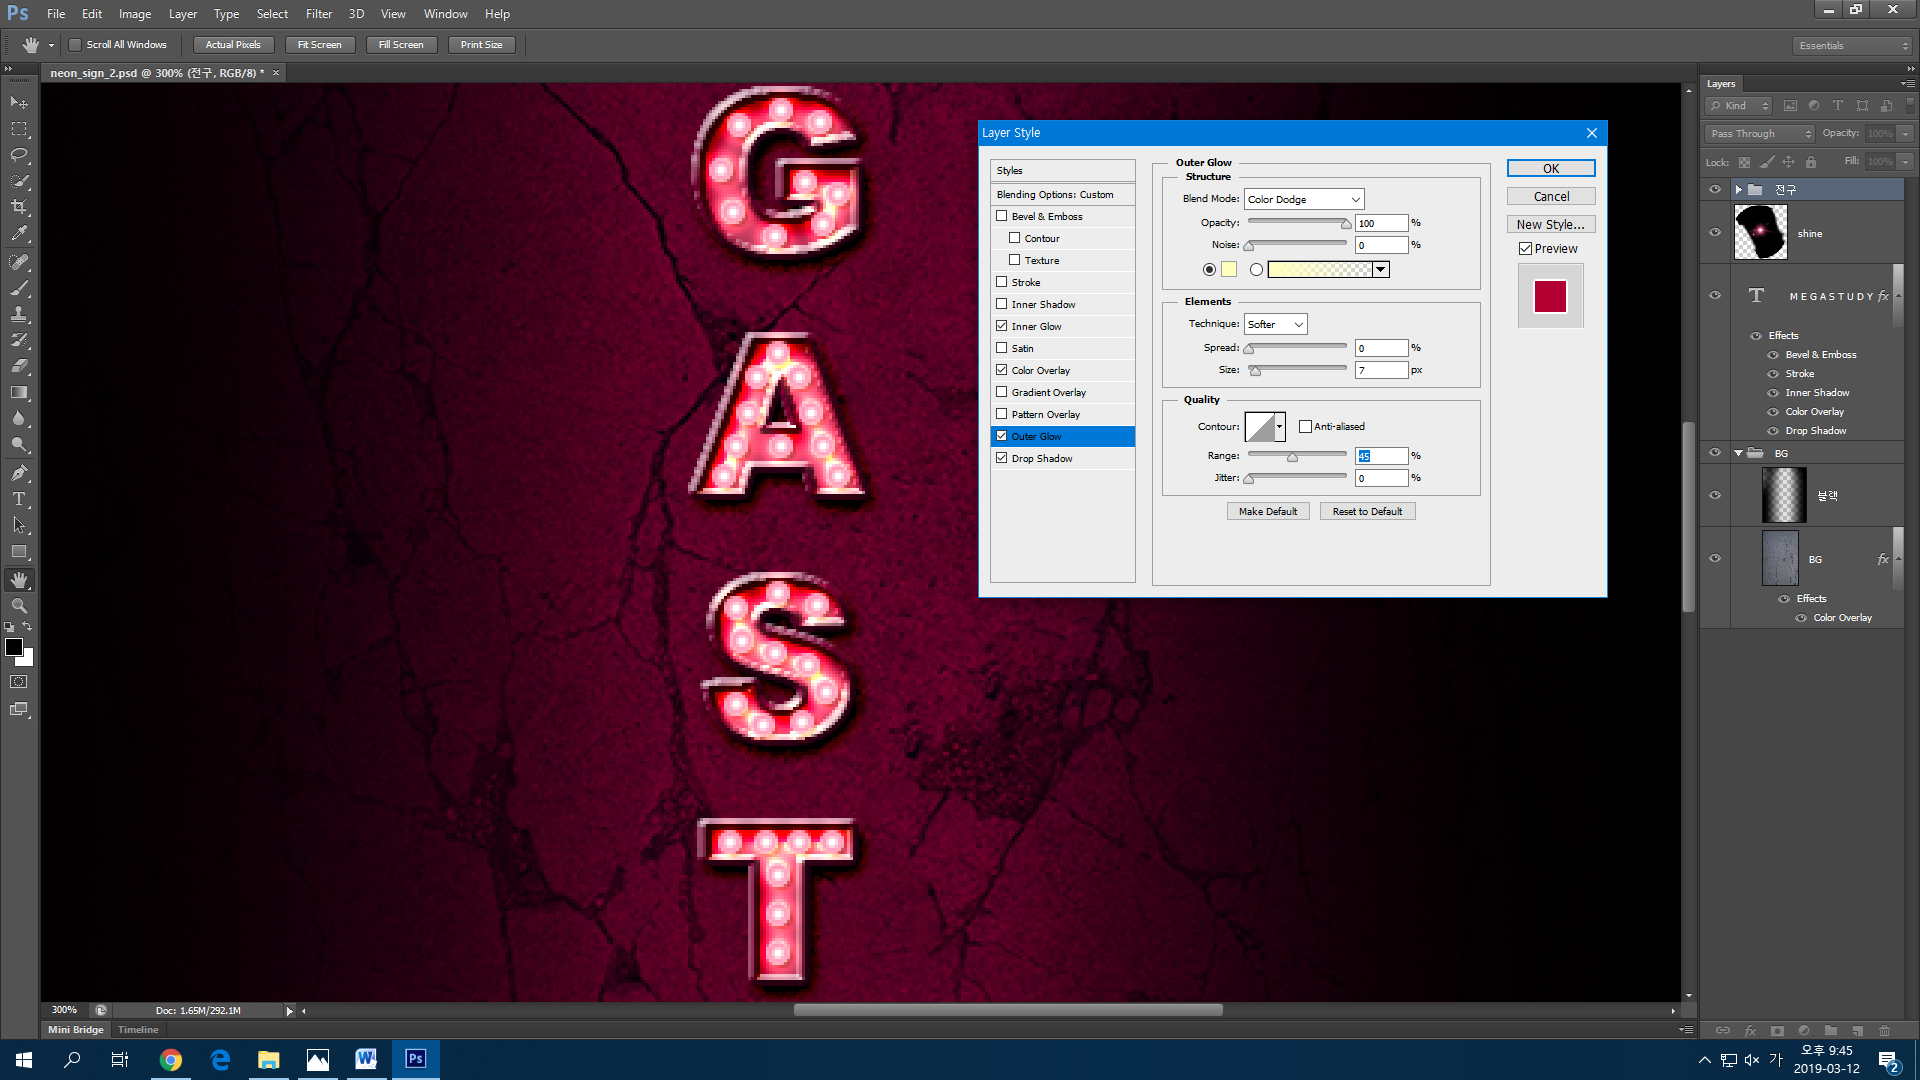 Ps File Edit Image Layer Type Select Filter 3D View Window Help
Scroll All Windows Actual Pixels Fit Screen Fill Screen Print Size Essentials
neon_sign_2.psd @ 300% (전구, RGB/8) *
G
A
S
T
Layer Style
Styles
Blending Options: Custom
Bevel & Emboss
Contour
Texture
Stroke
Inner Shadow
Inner Glow
Satin
Color Overlay
Gradient Overlay
Pattern Overlay
Outer Glow
Drop Shadow
Outer Glow
Structure
Blend Mode: Color Dodge
Opacity: 100 %
Noise: 0 %
Elements
Technique: Softer
Spread: 0 %
Size: 7 px
Quality
Contour: Anti-aliased
Range: 45 %
Jitter: 0 %
Make Default Reset to Default
OK
Cancel
New Style...
Preview
Layers
Kind
Pass Through Opacity: 100%
Lock: Fill: 100%
전구
shine
T M E G A S T U D Y fx
Effects
Bevel & Emboss
Stroke
Inner Shadow
Color Overlay
Drop Shadow
BG
블랙
BG fx
Effects
Color Overlay
300% Doc: 1.65M/292.1M
Mini Bridge Timeline
Ps 가 오후 9:45
2019-03-12
2